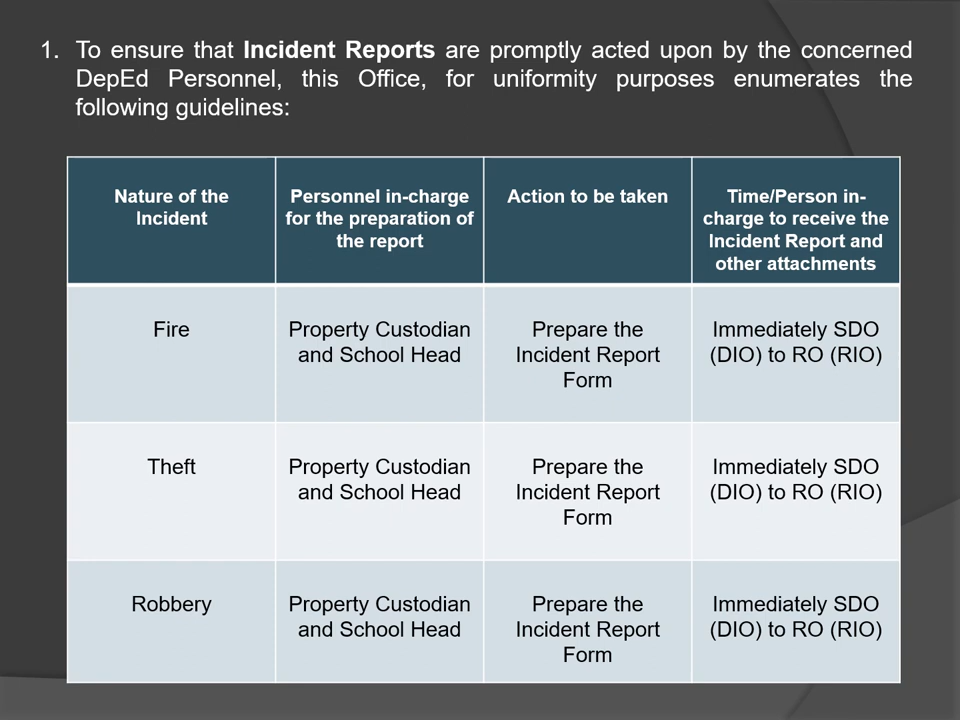 1. To ensure that Incident Reports are promptly acted upon by the concerned
DepEd Personnel, this Office, for uniformity purposes enumerates the
following guidelines:
Nature of the
Incident
Personnel in-charge
for the preparation of
the report
Action to be taken
Time/Person in-
charge to receive the
Incident Report and
other attachments
Fire
Property Custodian
and School Head
Prepare the
Incident Report
Form
Immediately SDO
(DIO) to RO (RIO)
Theft
Property Custodian
and School Head
Prepare the
Incident Report
Form
Immediately SDO
(DIO) to RO (RIO)
Robbery
Property Custodian
and School Head
Prepare the
Incident Report
Form
Immediately SDO
(DIO) to RO (RIO)